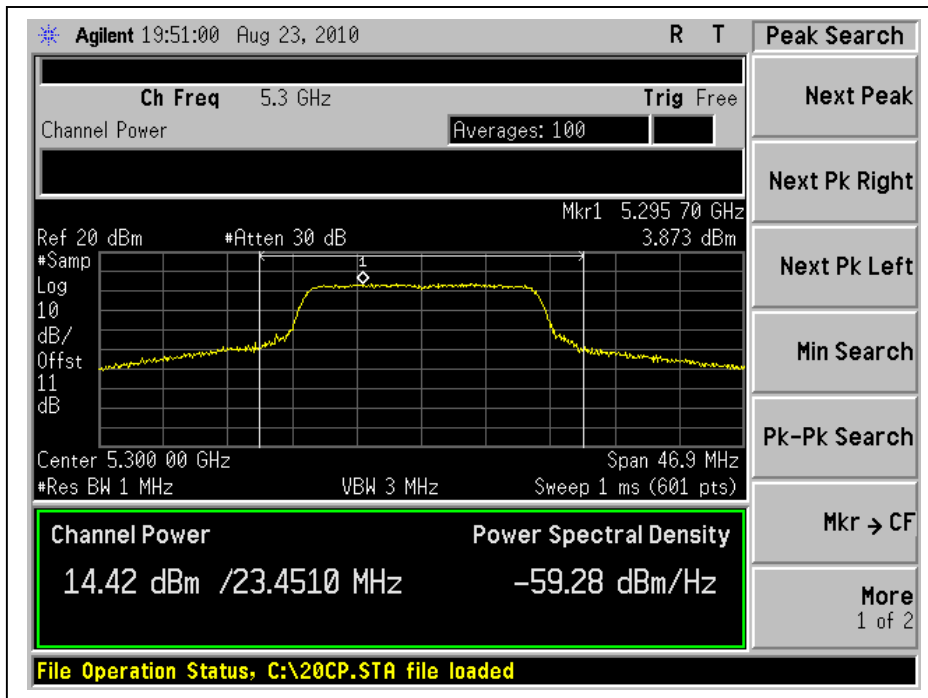 Agilent 19:51:00 Aug 23, 2010 R T
Peak Search
Ch Freq 5.3 GHz Trig Free
Channel Power Averages: 100
Mkr1 5.295 70 GHz
Ref 20 dBm #Atten 30 dB 3.873 dBm
#Samp
Log
10
dB/
Offst
11
dB
1
Center 5.300 00 GHz Span 46.9 MHz
#Res BW 1 MHz VBW 3 MHz Sweep 1 ms (601 pts)
Channel Power Power Spectral Density
14.42 dBm /23.4510 MHz -59.28 dBm/Hz
File Operation Status, C:\20CP.STA file loaded
Next Peak
Next Pk Right
Next Pk Left
Min Search
Pk-Pk Search
Mkr → CF
More
1 of 2